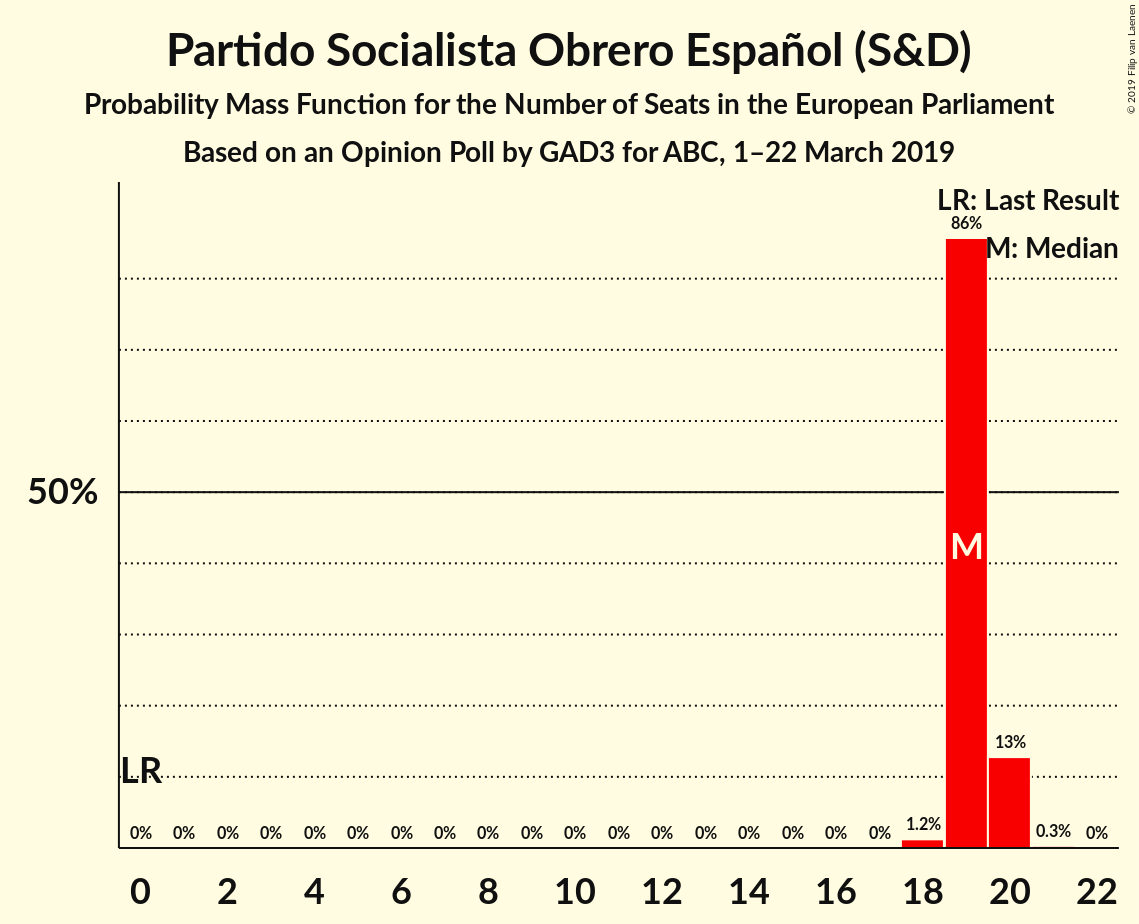 Partido Socialista Obrero Español (S&D)
Probability Mass Function for the Number of Seats in the European Parliament
Based on an Opinion Poll by GAD3 for ABC, 1–22 March 2019
© 2019 Filip van Laenen
LR: Last Result
86%
M: Median
50%
M
13%
LR
0% 0% 0% 0% 0% 0% 0% 0% 0% 0% 0% 0% 0% 0% 0% 0% 0% 0% 1.2% 0.3% 0%
0 2 4 6 8 10 12 14 16 18 20 22